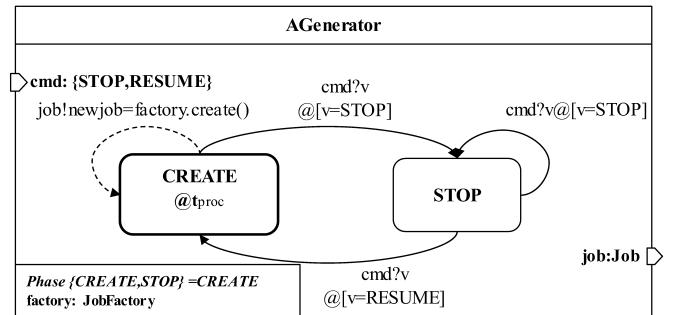 AGenerator
cmd: {STOP,RESUME}
job!newjob=factory.create()
cmd?v
@[v=STOP]
cmd?v@[v=STOP]
CREATE
@tproc
STOP
job:Job
cmd?v
@[v=RESUME]
Phase {CREATE,STOP} =CREATE
factory: JobFactory